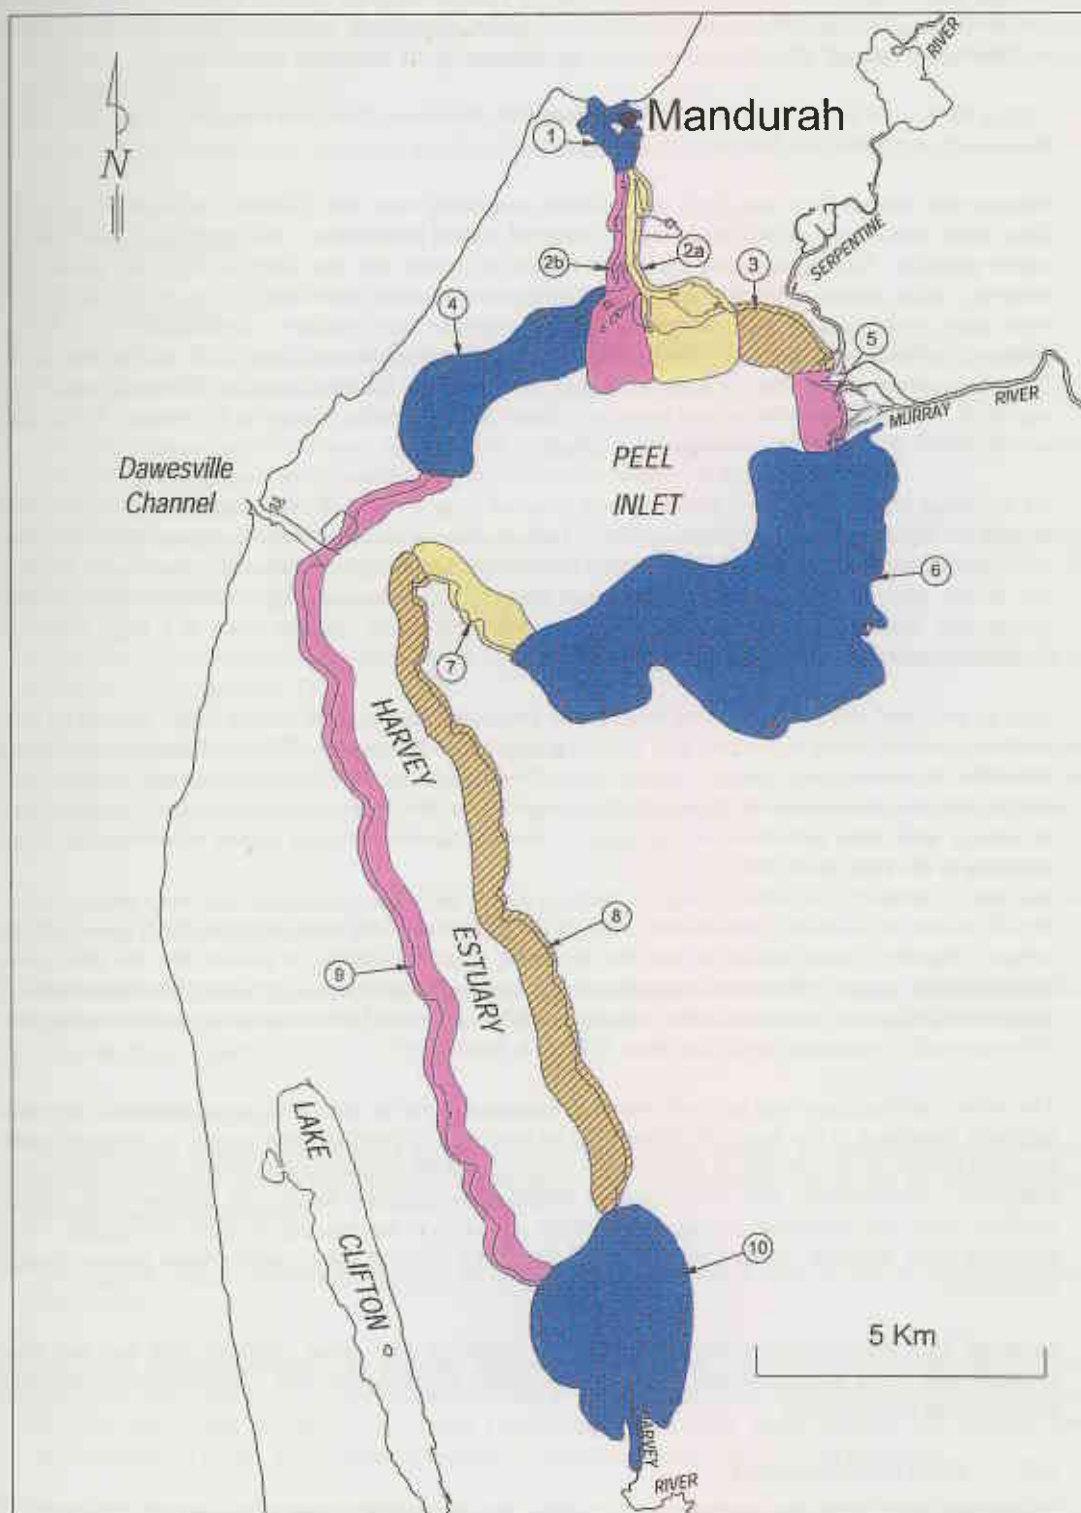 RIVER
N
1
Mandurah
SERPENTINE
2b
2a
3
4
5
MURRAY
RIVER
PEEL
INLET
Dawesville
Channel
6
7
HARVEY
8
ESTUARY
9
LAKE
CLIFTON
10
5 Km
HARVEY
RIVER